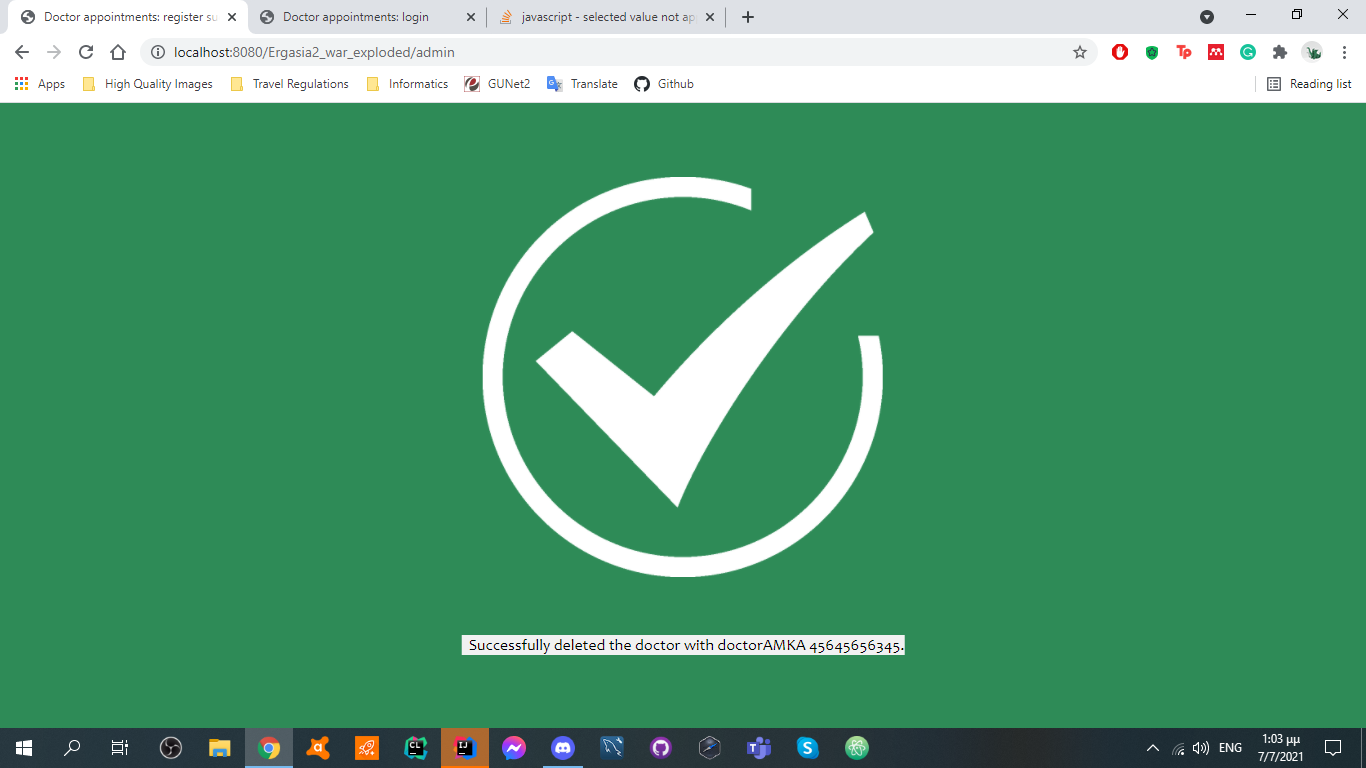 Doctor appointments: register su
Doctor appointments: login
javascript - selected value not ap
localhost:8080/Ergasia2_war_exploded/admin
Apps
High Quality Images
Travel Regulations
Informatics
GUNet2
Translate
Github
Reading list
Successfully deleted the doctor with doctorAMKA 45645656345.
ENG
1:03 μμ
7/7/2021